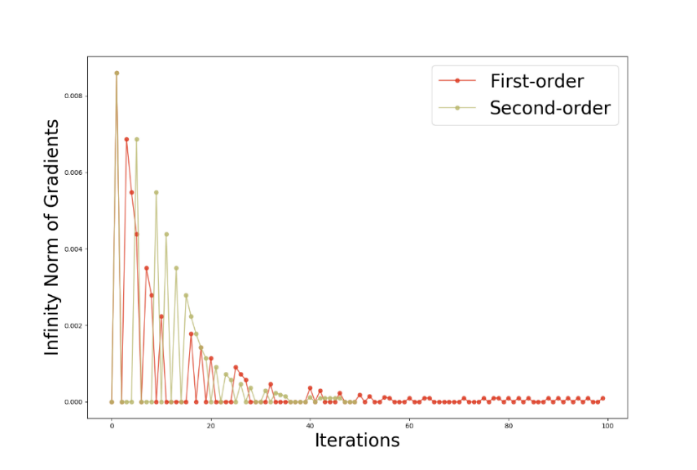 First-order
Second-order
Infinity Norm of Gradients
0.008
0.006
0.004
0.002
0.000
0 20 40 60 80 100
Iterations